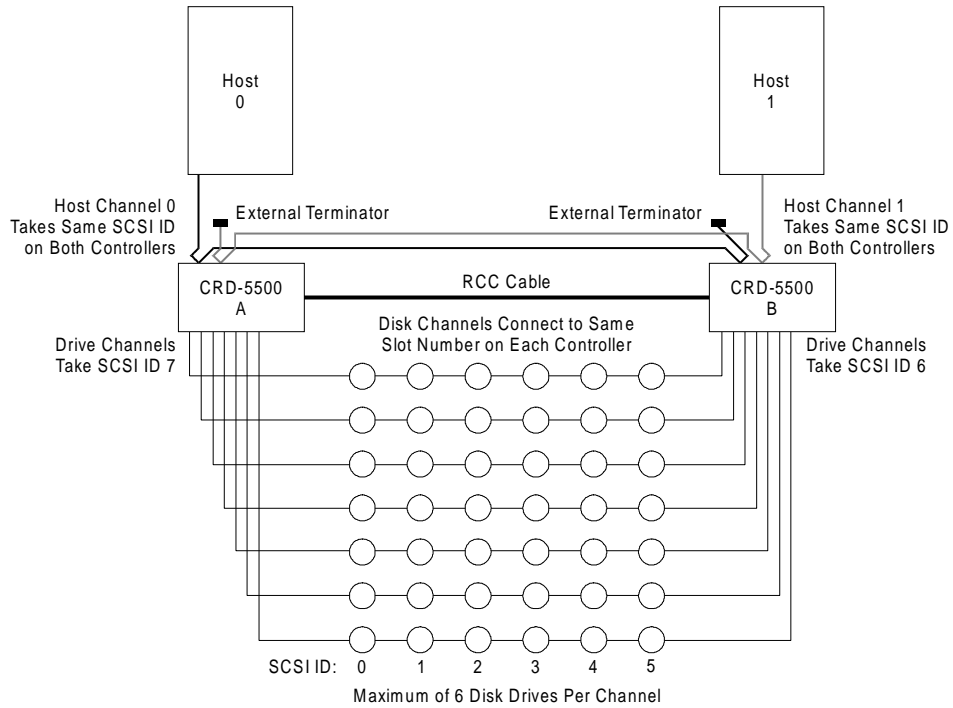 Host
0
Host
1
Host Channel 0
Takes Same SCSI ID
on Both Controllers
External Terminator
External Terminator
Host Channel 1
Takes Same SCSI ID
on Both Controllers
CRD-5500
A
RCC Cable
CRD-5500
B
Drive Channels
Take SCSI ID 7
Disk Channels Connect to Same
Slot Number on Each Controller
Drive Channels
Take SCSI ID 6
SCSI ID: 0 1 2 3 4 5
Maximum of 6 Disk Drives Per Channel